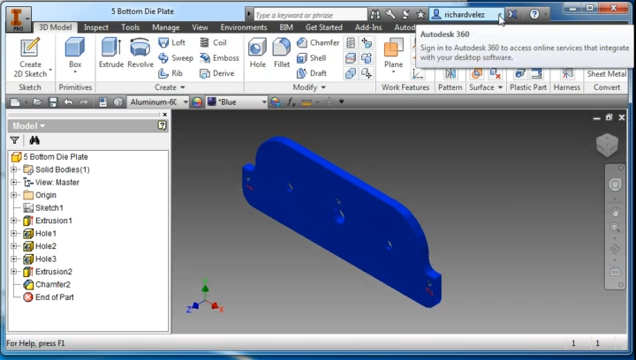 5 Bottom Die Plate
Type a keyword or phrase
richardvelez
PRO
3D Model
Inspect
Tools
Manage
View
Environments
BIM
Get Started
Add-Ins
Autodesk 360
Sign in to Autodesk 360 to access online services that integrate
with your desktop software.
Create
2D Sketch
Box
Extrude
Revolve
Loft
Sweep
Rib
Coil
Emboss
Derive
Hole
Fillet
Chamfer
Shell
Draft
Plane
Sheet Metal
Sketch
Primitives
Create
Modify
Work Features
Pattern
Surface
Plastic Part
Harness
Convert
Aluminum-60
*Blue
Model
5 Bottom Die Plate
Solid Bodies(1)
View: Master
Origin
Sketch1
Extrusion1
Hole1
Hole2
Hole3
Extrusion2
Chamfer2
End of Part
Z
X
For Help, press F1
1
1